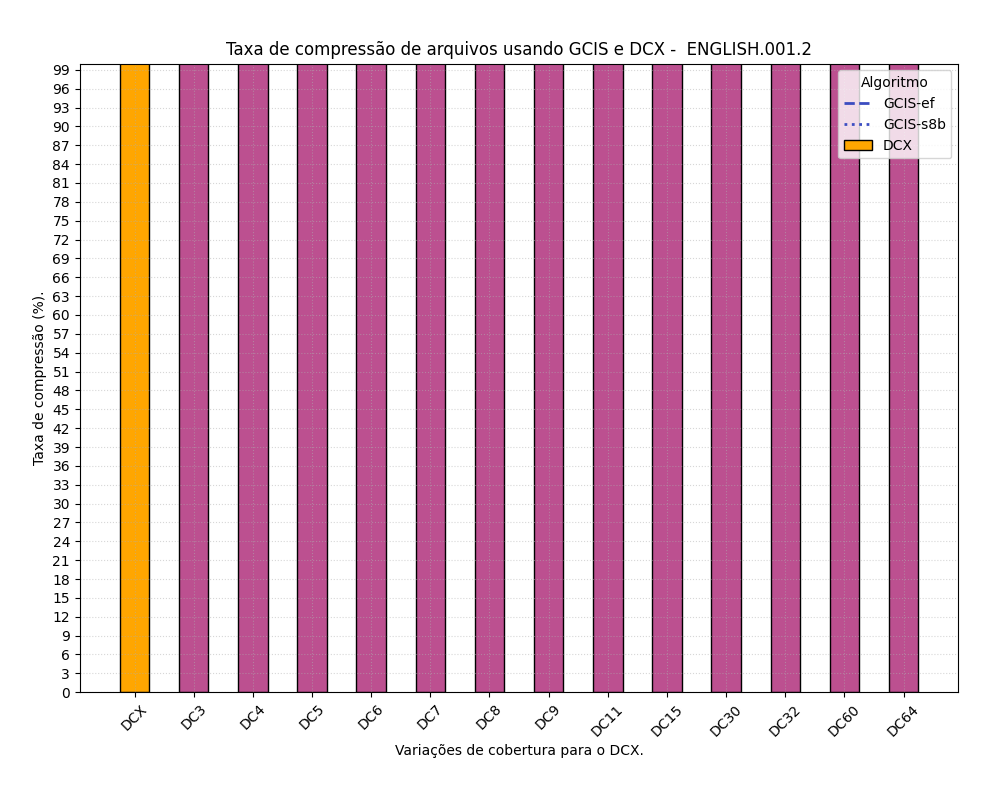 Taxa de compressão de arquivos usando GCIS e DCX -  ENGLISH.001.2
Algoritmo
GCIS-ef
GCIS-s8b
DCX
Taxa de compressão (%).
99
96
93
90
87
84
81
78
75
72
69
66
63
60
57
54
51
48
45
42
39
36
33
30
27
24
21
18
15
12
9
6
3
0
DCX
DC3
DC4
DC5
DC6
DC7
DC8
DC9
DC11
DC15
DC30
DC32
DC60
DC64
Variações de cobertura para o DCX.